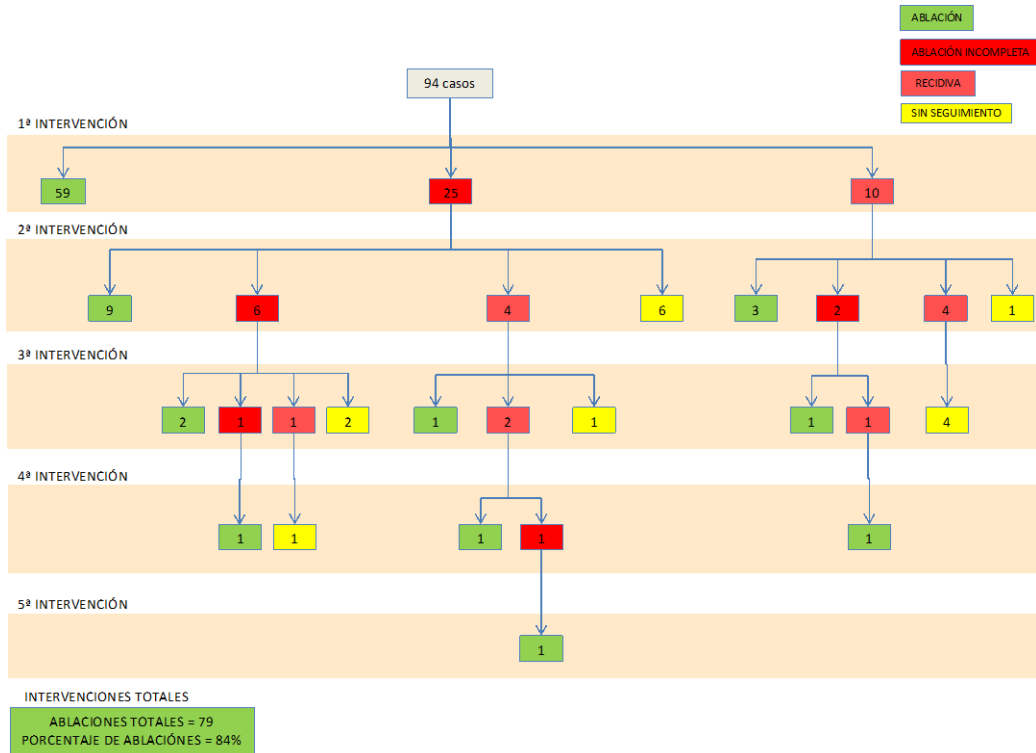 ABLACIÓN
ABLACIÓN INCOMPLETA
RECIDIVA
SIN SEGUIMIENTO
94 casos
1ª INTERVENCIÓN
59 25 10
2ª INTERVENCIÓN
9 6 4 6 3 2 4 1
3ª INTERVENCIÓN
2 1 1 2 1 2 1 1 1 4
4ª INTERVENCIÓN
1 1 1 1 1
5ª INTERVENCIÓN
1
INTERVENCIONES TOTALES
ABLACIONES TOTALES = 79
PORCENTAJE DE ABLACIÓNES = 84%